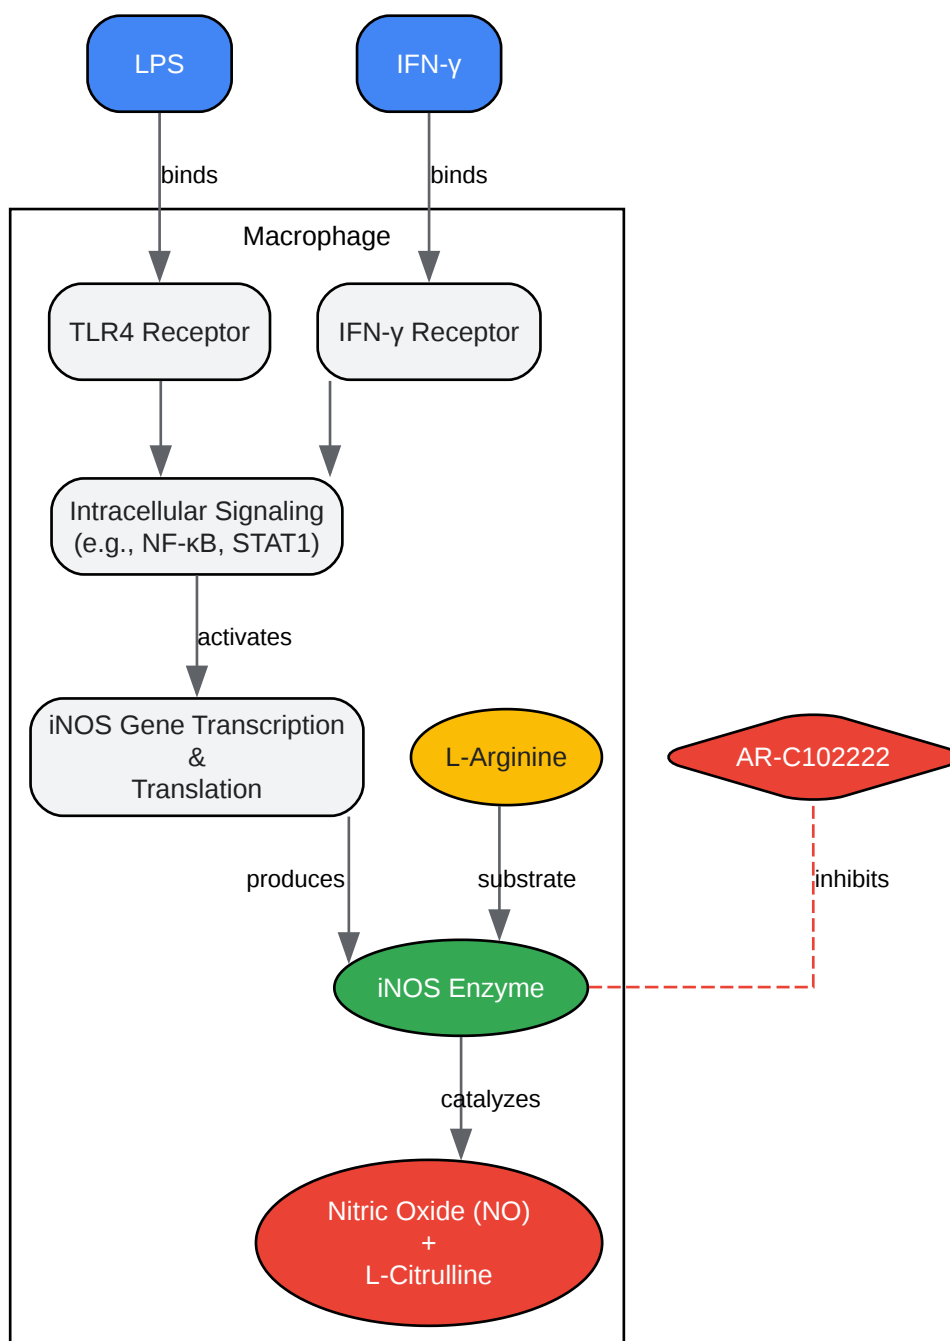 LPS
IFN-γ
binds
binds
Macrophage
TLR4 Receptor
IFN-γ Receptor
Intracellular Signaling
(e.g., NF-κB, STAT1)
activates
iNOS Gene Transcription
&
Translation
L-Arginine
AR-C102222
produces
substrate
inhibits
iNOS Enzyme
catalyzes
Nitric Oxide (NO)
+
L-Citrulline